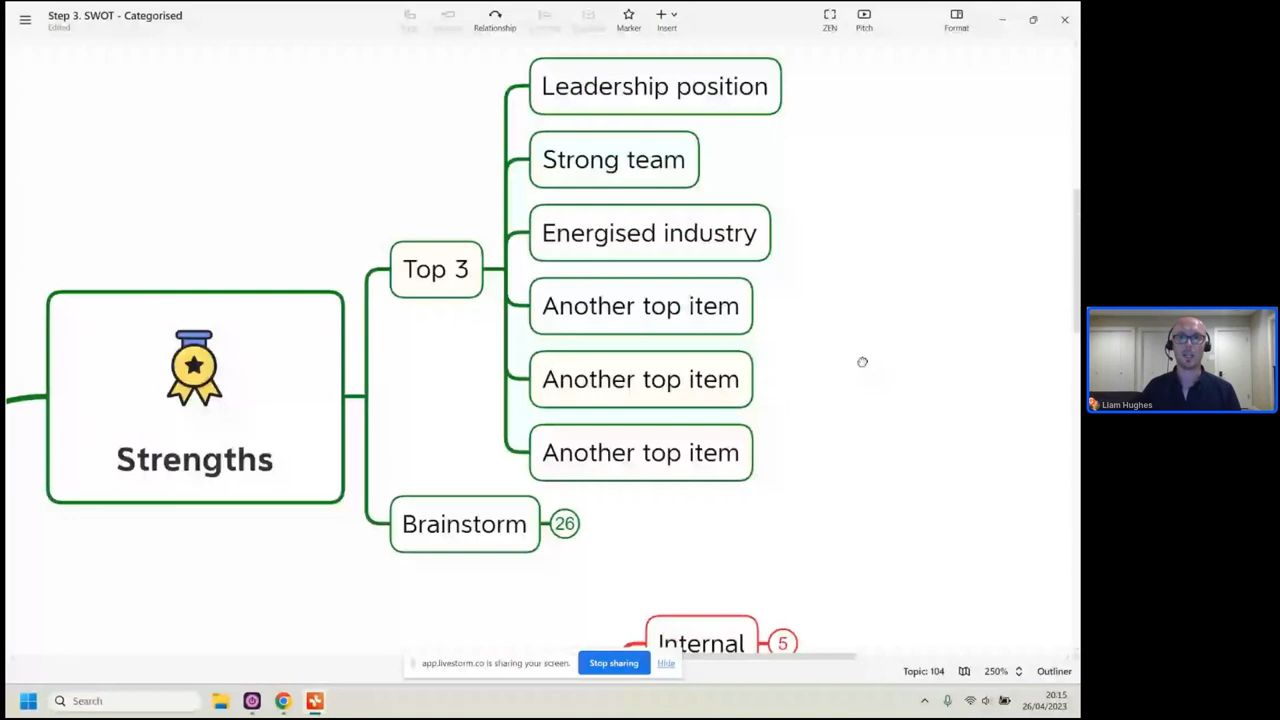 Step 3. SWOT - Categorised
Edited
Relationship
Marker
Insert
ZEN
Pitch
Format
Leadership position
Strong team
Energised industry
Top 3
Another top item
Another top item
Another top item
Strengths
Brainstorm
26
Internal
5
Liam Hughes
app.livestorm.co is sharing your screen.
Stop sharing
Hide
Topic: 104
250%
Outliner
Search
20:15
26/04/2023